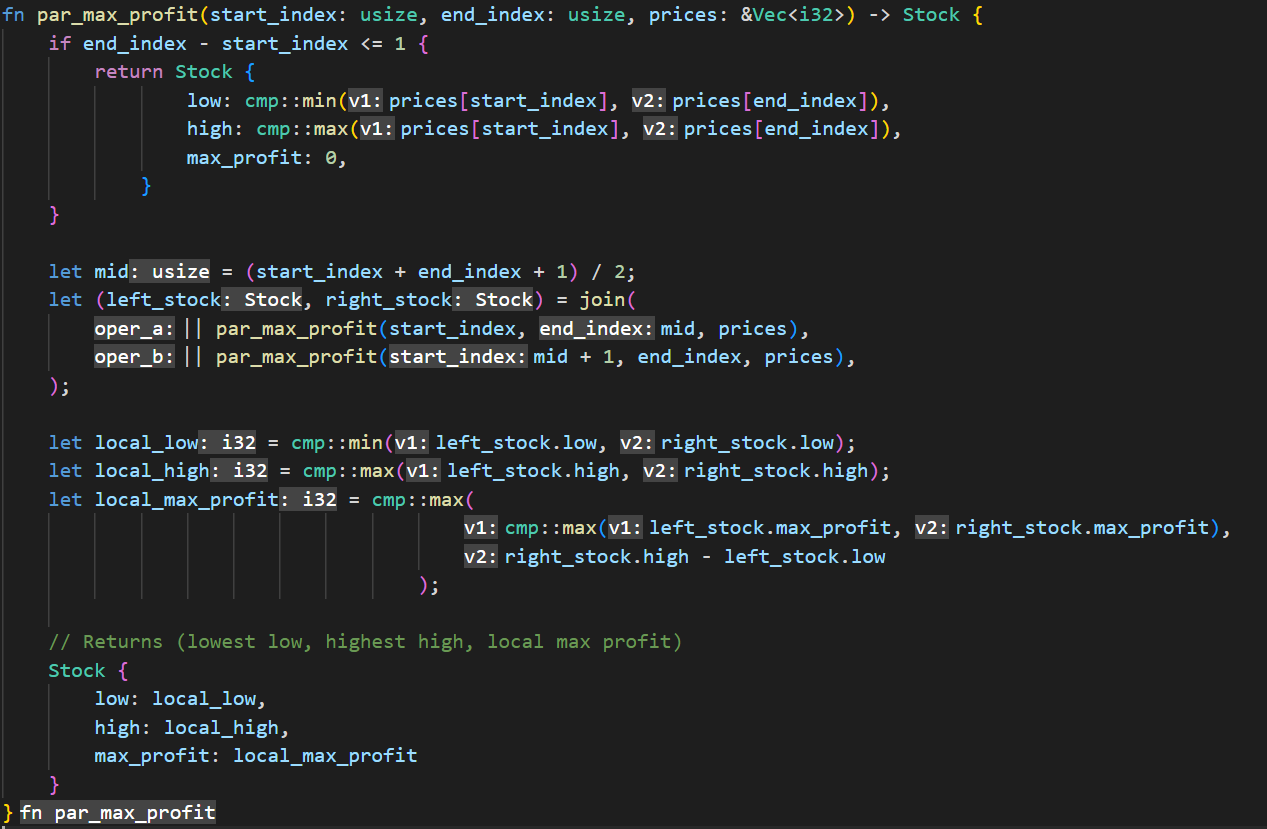 fn par_max_profit(start_index: usize, end_index: usize, prices: &Vec<i32>) -> Stock {
    if end_index - start_index <= 1 {
        return Stock {
                low: cmp::min(v1: prices[start_index], v2: prices[end_index]),
                high: cmp::max(v1: prices[start_index], v2: prices[end_index]),
                max_profit: 0,
            }
    }
    let mid: usize = (start_index + end_index + 1) / 2;
    let (left_stock: Stock, right_stock: Stock) = join(
        oper_a: || par_max_profit(start_index, end_index: mid, prices),
        oper_b: || par_max_profit(start_index: mid + 1, end_index, prices),
    );
    let local_low: i32 = cmp::min(v1: left_stock.low, v2: right_stock.low);
    let local_high: i32 = cmp::max(v1: left_stock.high, v2: right_stock.high);
    let local_max_profit: i32 = cmp::max(
                                        v1: cmp::max(v1: left_stock.max_profit, v2: right_stock.max_profit),
                                        v2: right_stock.high - left_stock.low
                                    );
    // Returns (lowest low, highest high, local max profit)
    Stock {
        low: local_low,
        high: local_high,
        max_profit: local_max_profit
    }
} fn par_max_profit